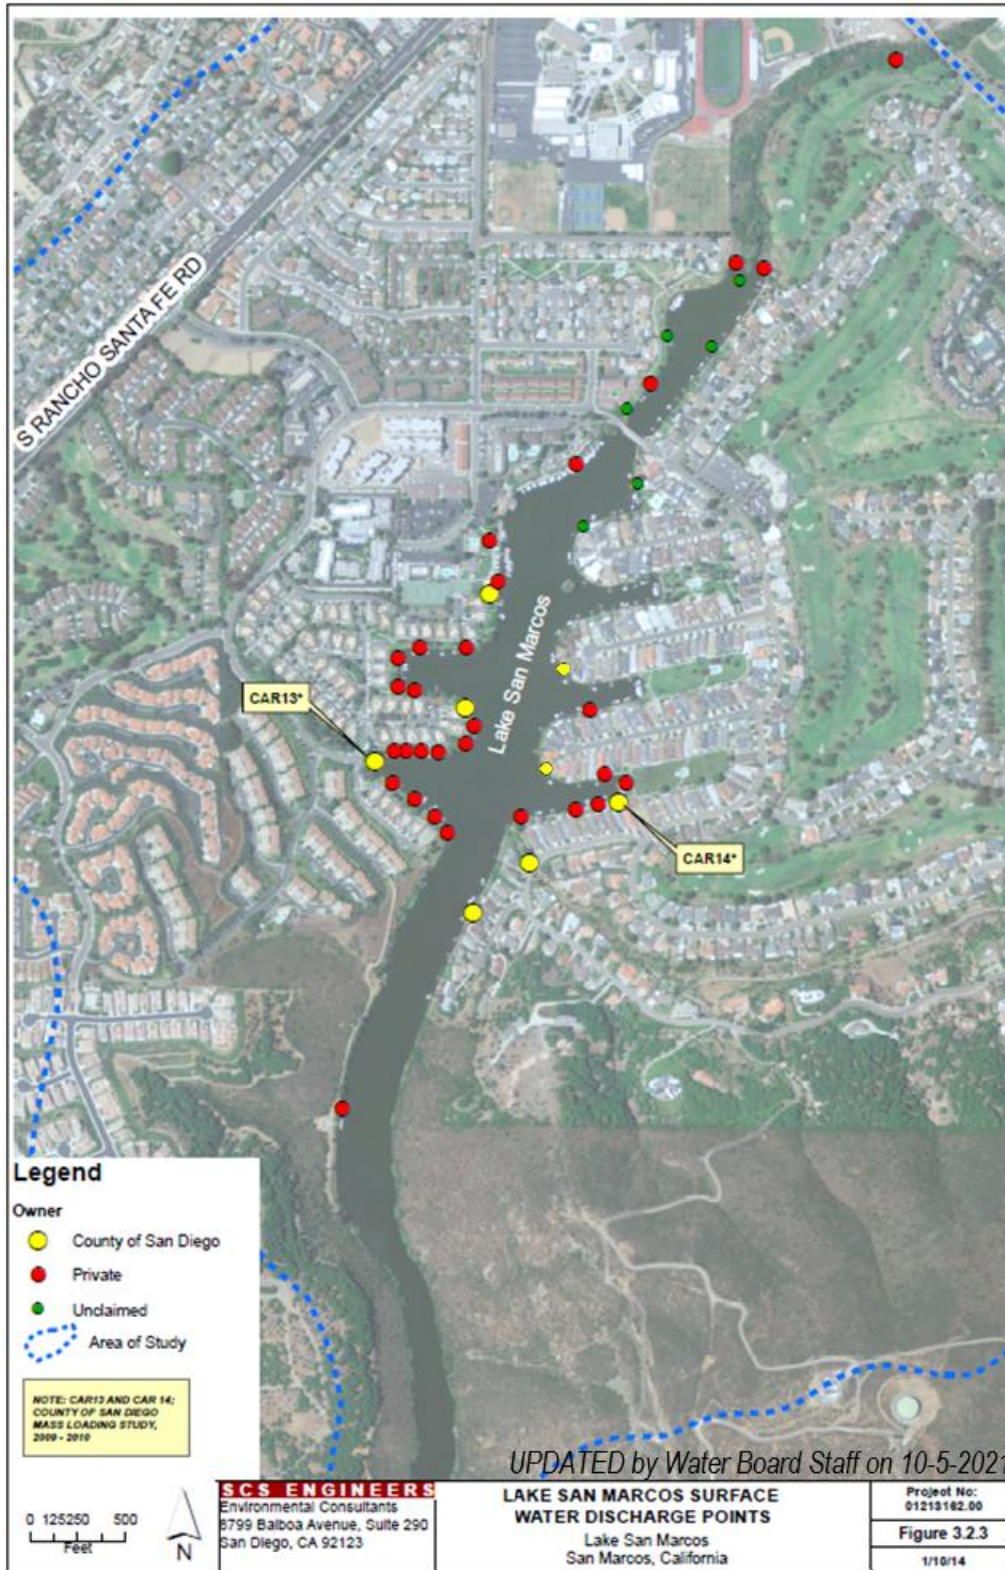 S RANCHO SANTA FE RD
Lake San Marcos
CAR13*
CAR14*
Legend
Owner
County of San Diego
Private
Unclaimed
Area of Study
NOTE: CAR13 AND CAR 14;
COUNTY OF SAN DIEGO
MASS LOADING STUDY,
2009 - 2010
UPDATED by Water Board Staff on 10-5-2021
0 125250 500
Feet
N
SCS ENGINEERS
Environmental Consultants
8799 Balboa Avenue, Suite 290
San Diego, CA 92123
LAKE SAN MARCOS SURFACE
WATER DISCHARGE POINTS
Lake San Marcos
San Marcos, California
Project No:
01213162.00
Figure 3.2.3
1/10/14